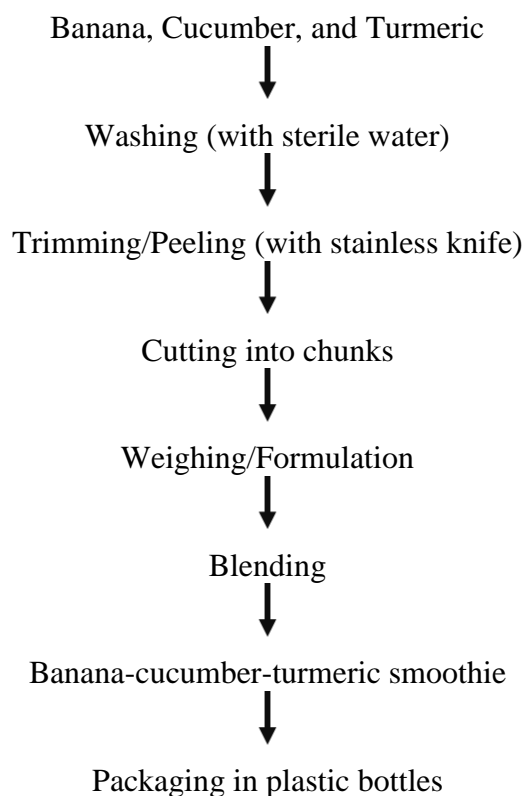 Banana, Cucumber, and Turmeric
Washing (with sterile water)
Trimming/Peeling (with stainless knife)
Cutting into chunks
Weighing/Formulation
Blending
Banana-cucumber-turmeric smoothie
Packaging in plastic bottles